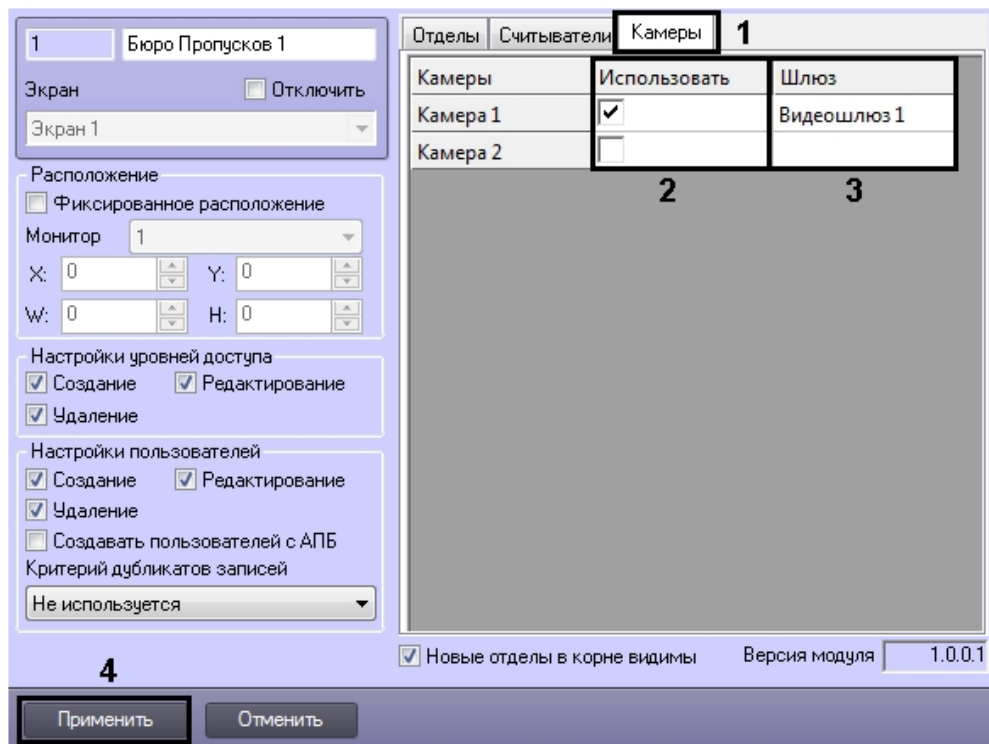 1 Бюро Пропусков 1
Экран Отключить
Экран 1
Расположение
Фиксированное расположение
Монитор 1
X: 0 Y: 0
W: 0 H: 0
Настройки уровней доступа
Создание Редактирование
Удаление
Настройки пользователей
Создание Редактирование
Удаление
Создавать пользователей с АПБ
Критерий дубликатов записей
Не используется
4
Отделы Считыватели Камеры 1
Камеры Использовать Шлюз
Камера 1 Видеошлюз 1
Камера 2
2 3
Новые отделы в корне видимы Версия модуля 1.0.0.1
Применить Отменить